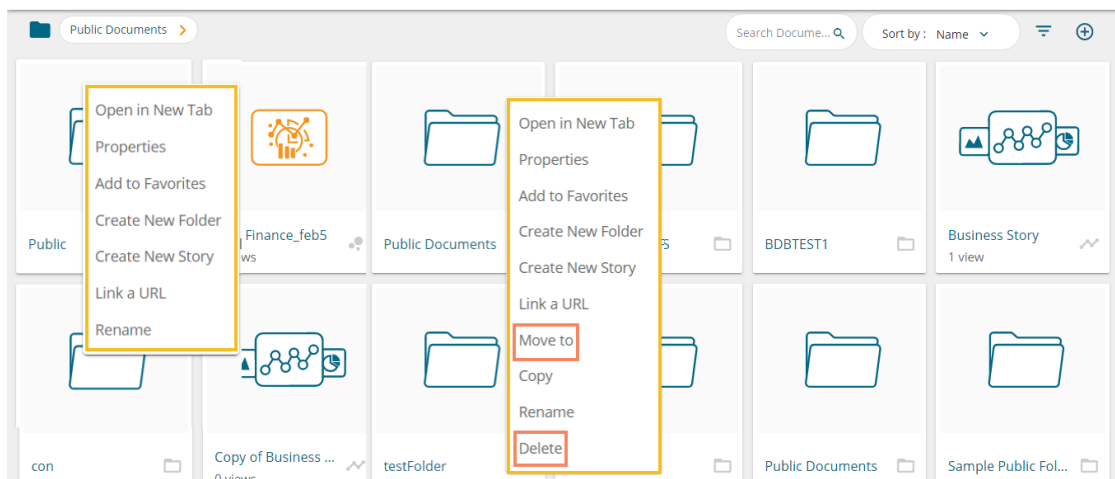 Public Documents
Search Docume...
Sort by : Name
Open in New Tab
Properties
Add to Favorites
Create New Folder
Create New Story
Link a URL
Rename
Open in New Tab
Properties
Add to Favorites
Create New Folder
Create New Story
Link a URL
Move to
Copy
Rename
Delete
Public
Finance_feb5
ws
Public Documents
BDBTEST1
Business Story
1 view
con
Copy of Business ...
0 views
testFolder
Public Documents
Sample Public Fol...